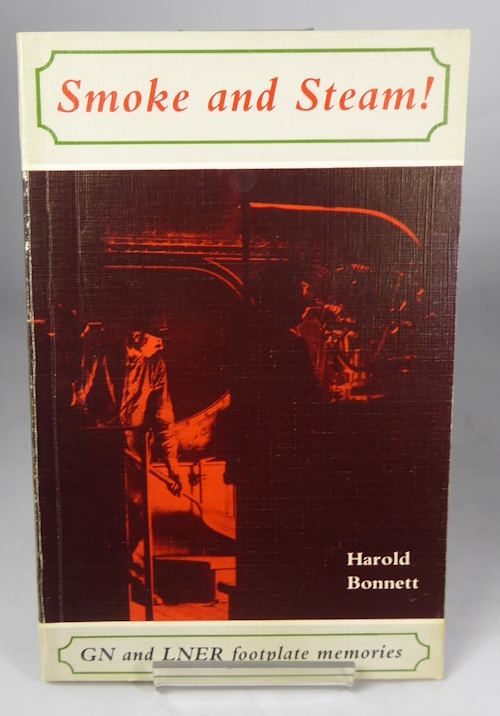 Smoke and Steam!
Harold
Bonnett
GN and LNER footplate memories